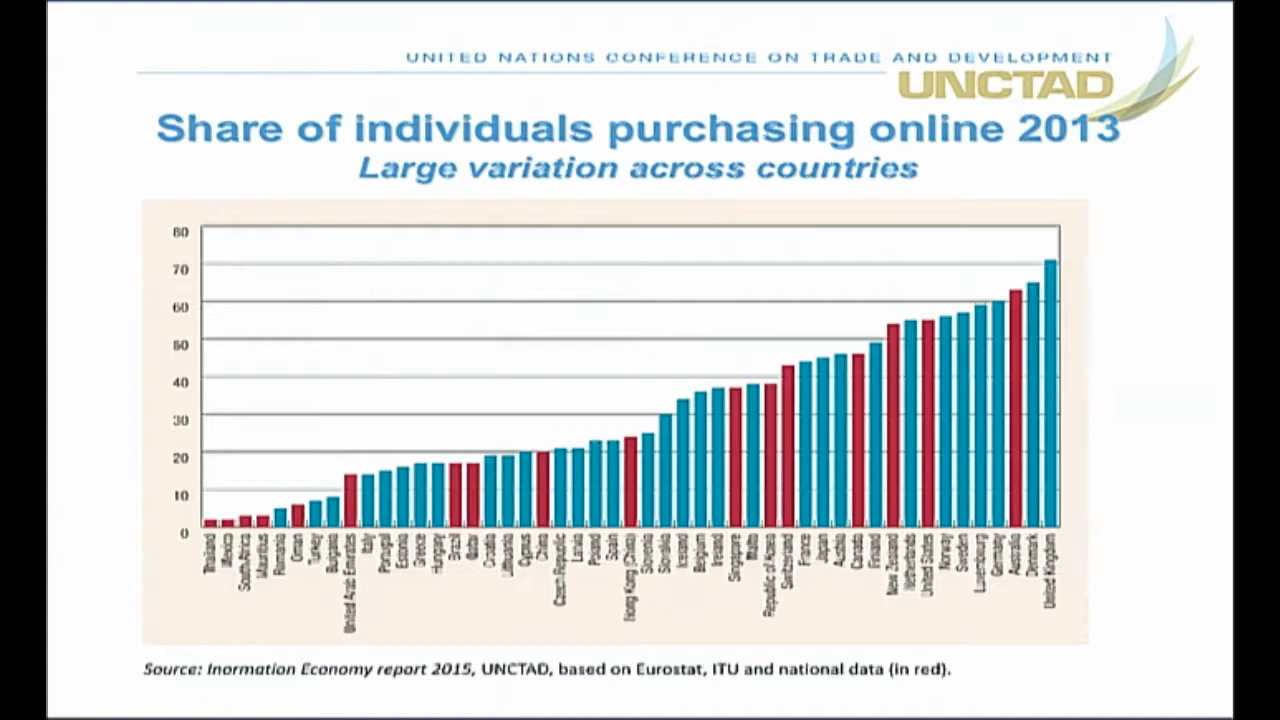 UNITED NATIONS CONFERENCE ON TRADE AND DEVELOPMENT
UNCTAD
Share of individuals purchasing online 2013
Large variation across countries
80
70
60
50
40
30
20
10
0
Thailand
Mexico
South Africa
Mauritius
Romania
Oman
Turkey
Bulgaria
United Arab Emirates
Italy
Portugal
Estonia
Greece
Hungary
Brazil
Qatar
Croatia
Lithuania
Cyprus
China
Czech Republic
Latvia
Poland
Spain
Hong Kong (China)
Slovenia
Slovakia
Iceland
Belgium
Ireland
Singapore
Malta
Republic of Korea
Switzerland
France
Japan
Austria
Canada
Finland
New Zealand
Netherlands
United States
Norway
Sweden
Luxemburg
Germany
Australia
Denmark
United Kingdom
Source: Inormation Economy report 2015, UNCTAD, based on Eurostat, ITU and national data (in red).